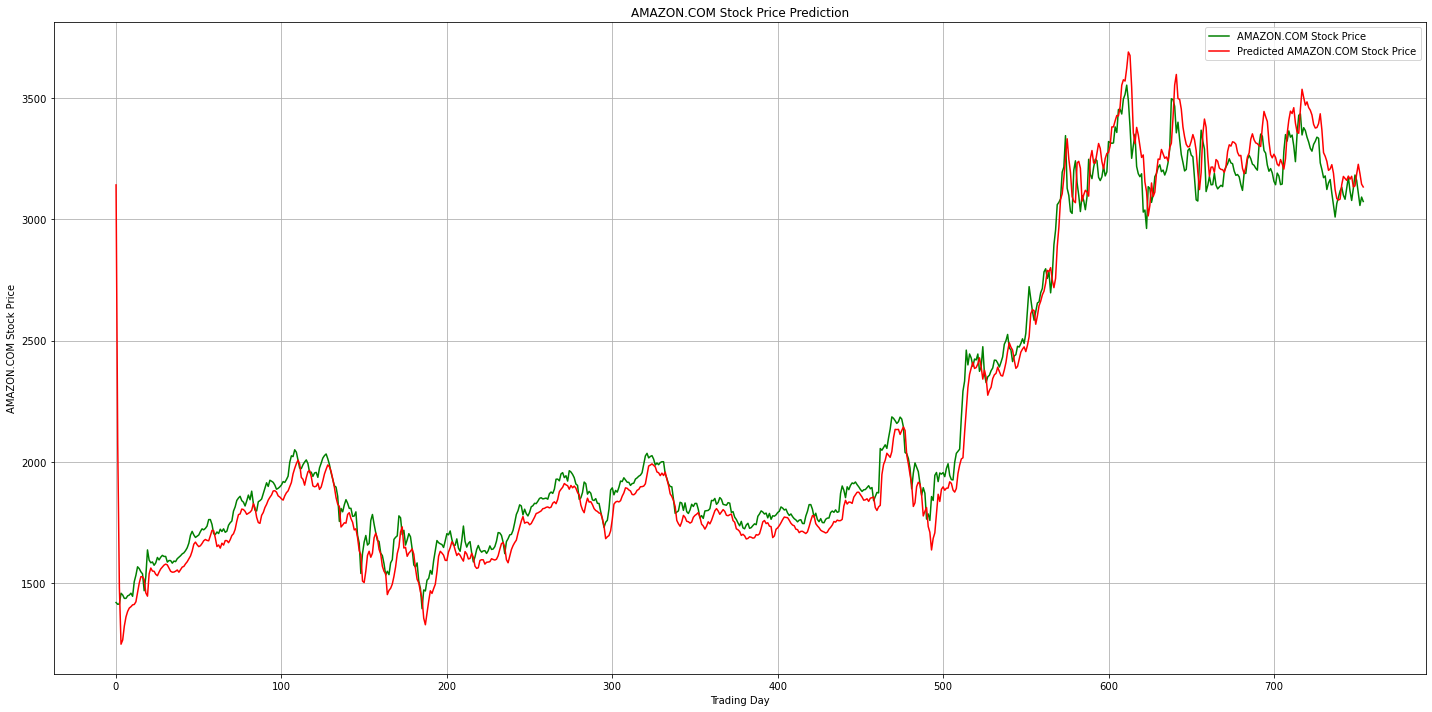 AMAZON.COM Stock Price Prediction
AMAZON.COM Stock Price
Predicted AMAZON.COM Stock Price
3500
3000
2500
2000
1500
AMAZON.COM Stock Price
0 100 200 300 400 500 600 700
Trading Day